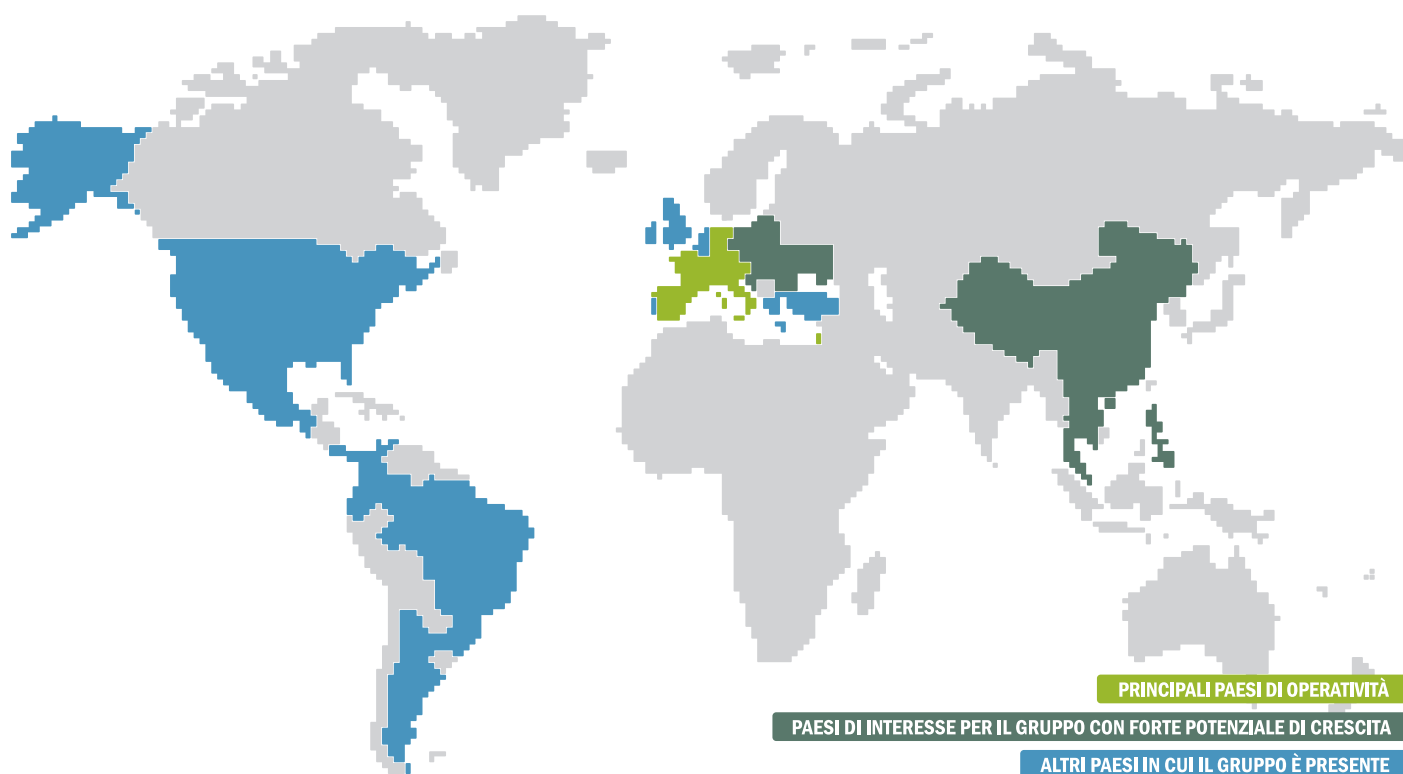 PRINCIPALI PAESI DI OPERATIVITÀ
PAESI DI INTERESSE PER IL GRUPPO CON FORTE POTENZIALE DI CRESCITA
ALTRI PAESI IN CUI IL GRUPPO È PRESENTE